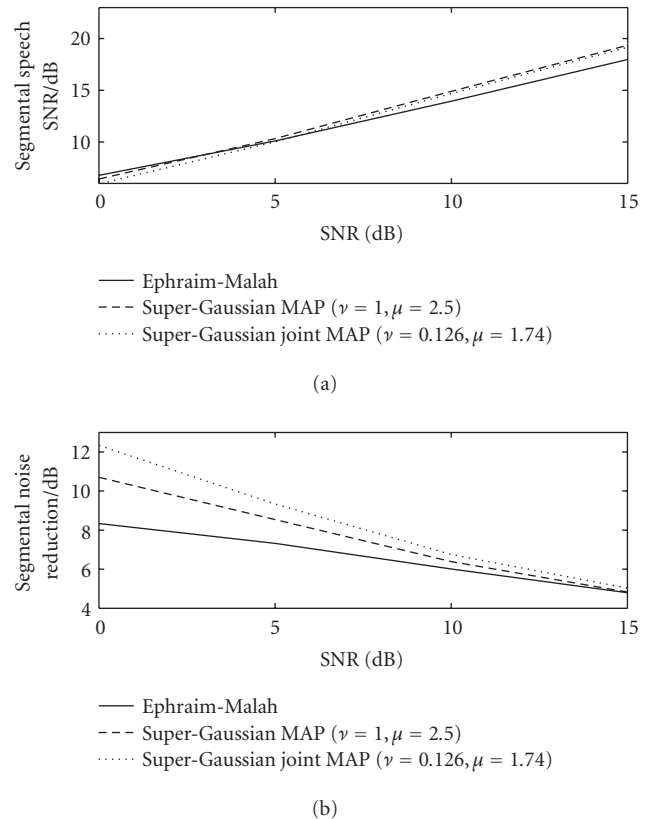 Segmental speech
SNR/dB
20
15
10
0
5
10
15
SNR (dB)
Ephraim-Malah
Super-Gaussian MAP (ν = 1, μ = 2.5)
Super-Gaussian joint MAP (ν = 0.126, μ = 1.74)
(a)
Segmental noise
reduction/dB
12
10
8
6
4
0
5
10
15
SNR (dB)
Ephraim-Malah
Super-Gaussian MAP (ν = 1, μ = 2.5)
Super-Gaussian joint MAP (ν = 0.126, μ = 1.74)
(b)